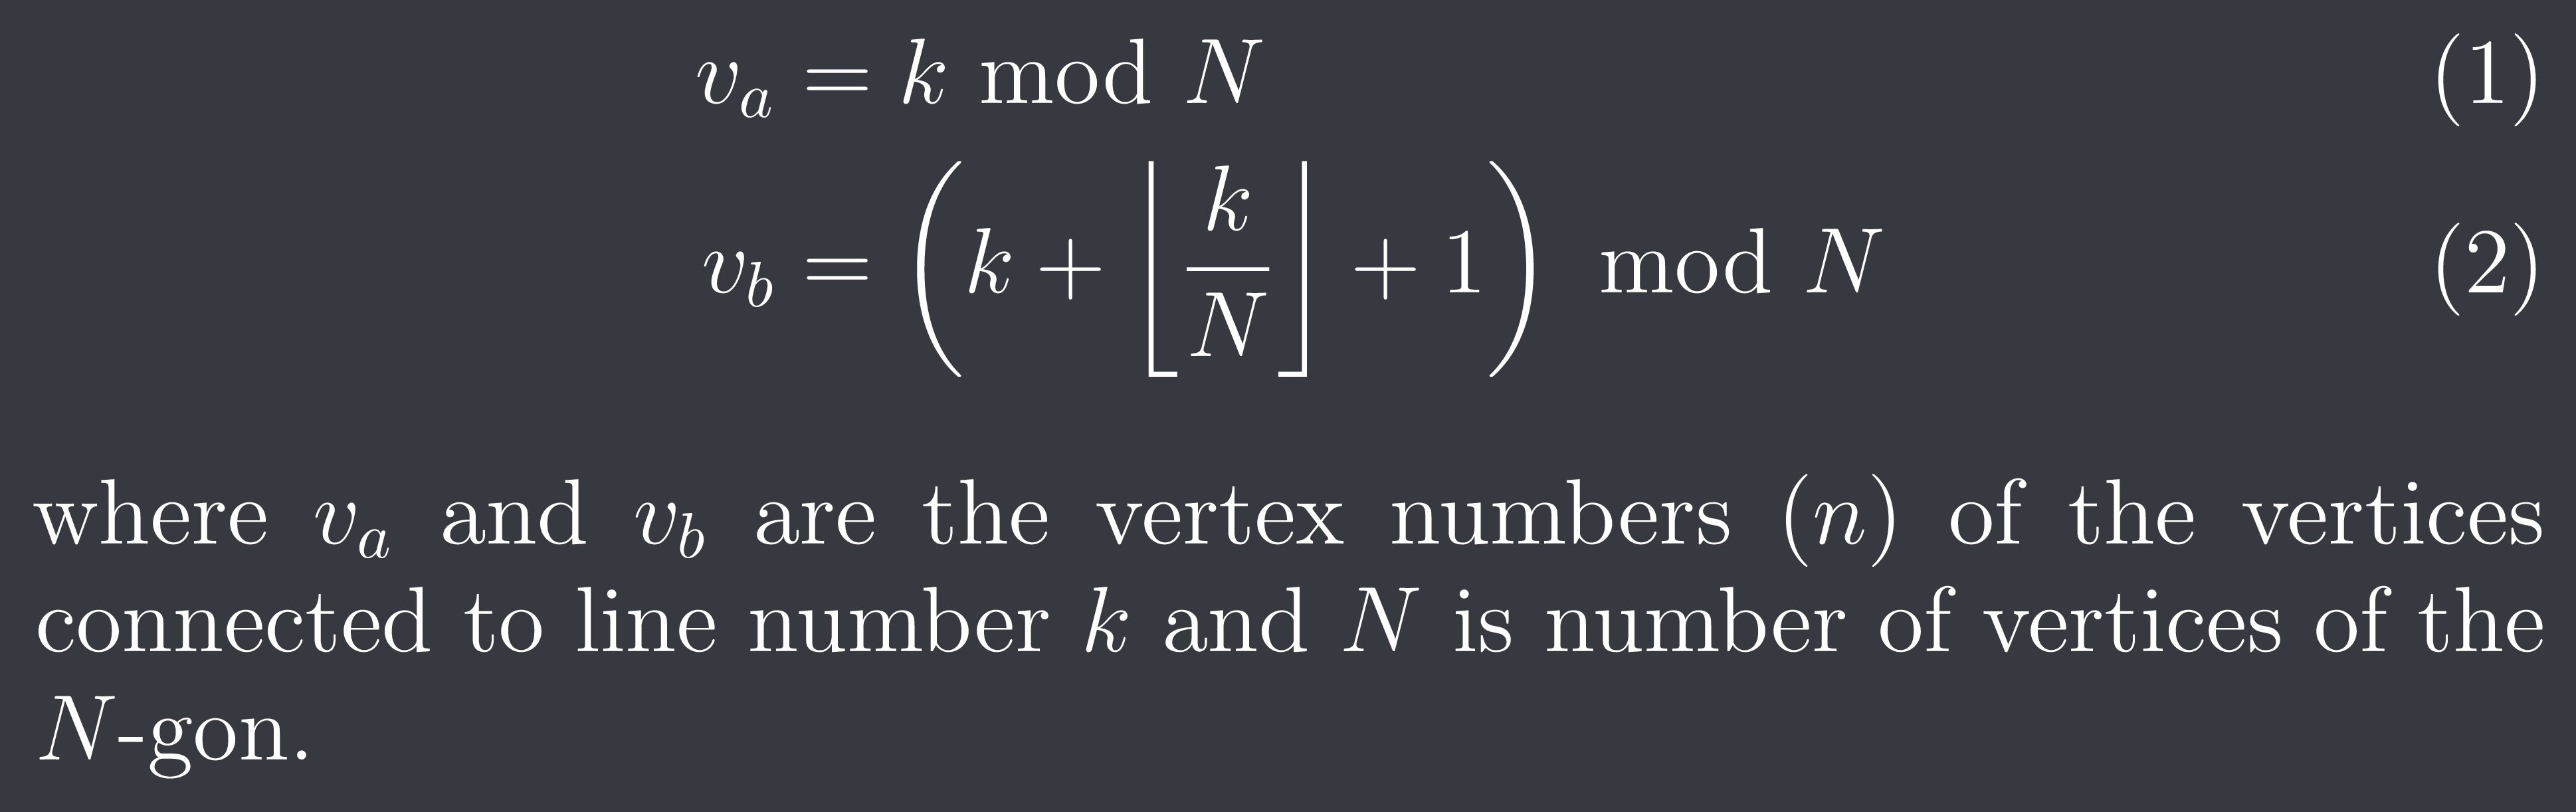 v_a = k mod N (1)
v_b = (k + ⌊k/N⌋ + 1) mod N (2)
where v_a and v_b are the vertex numbers (n) of the vertices
connected to line number k and N is number of vertices of the
N-gon.